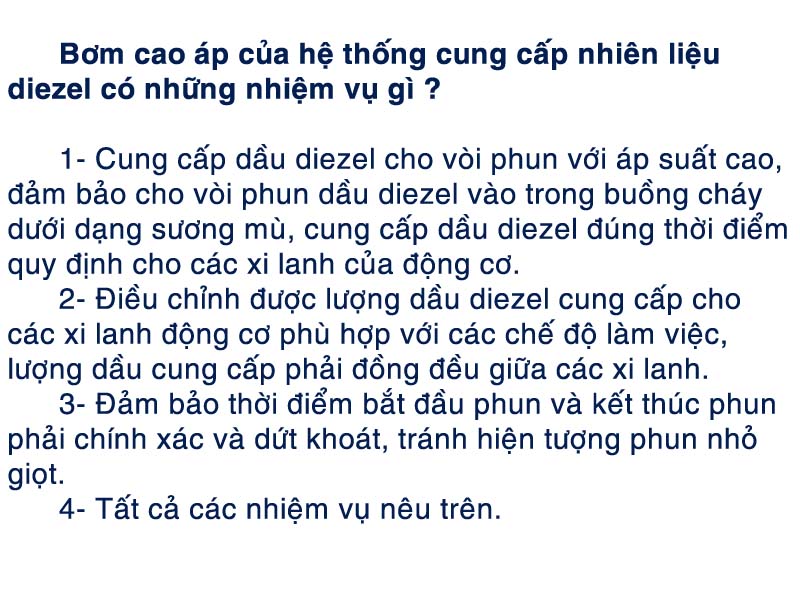 Bơm cao áp của hệ thống cung cấp nhiên liệu
diezel có những nhiệm vụ gì ?
1- Cung cấp dầu diezel cho vòi phun với áp suất cao,
đảm bảo cho vòi phun dầu diezel vào trong buồng cháy
dưới dạng sương mù, cung cấp dầu diezel đúng thời điểm
quy định cho các xi lanh của động cơ.
2- Điều chỉnh được lượng dầu diezel cung cấp cho
các xi lanh động cơ phù hợp với các chế độ làm việc,
lượng dầu cung cấp phải đồng đều giữa các xi lanh.
3- Đảm bảo thời điểm bắt đầu phun và kết thúc phun
phải chính xác và dứt khoát, tránh hiện tượng phun nhỏ
giọt.
4- Tất cả các nhiệm vụ nêu trên.